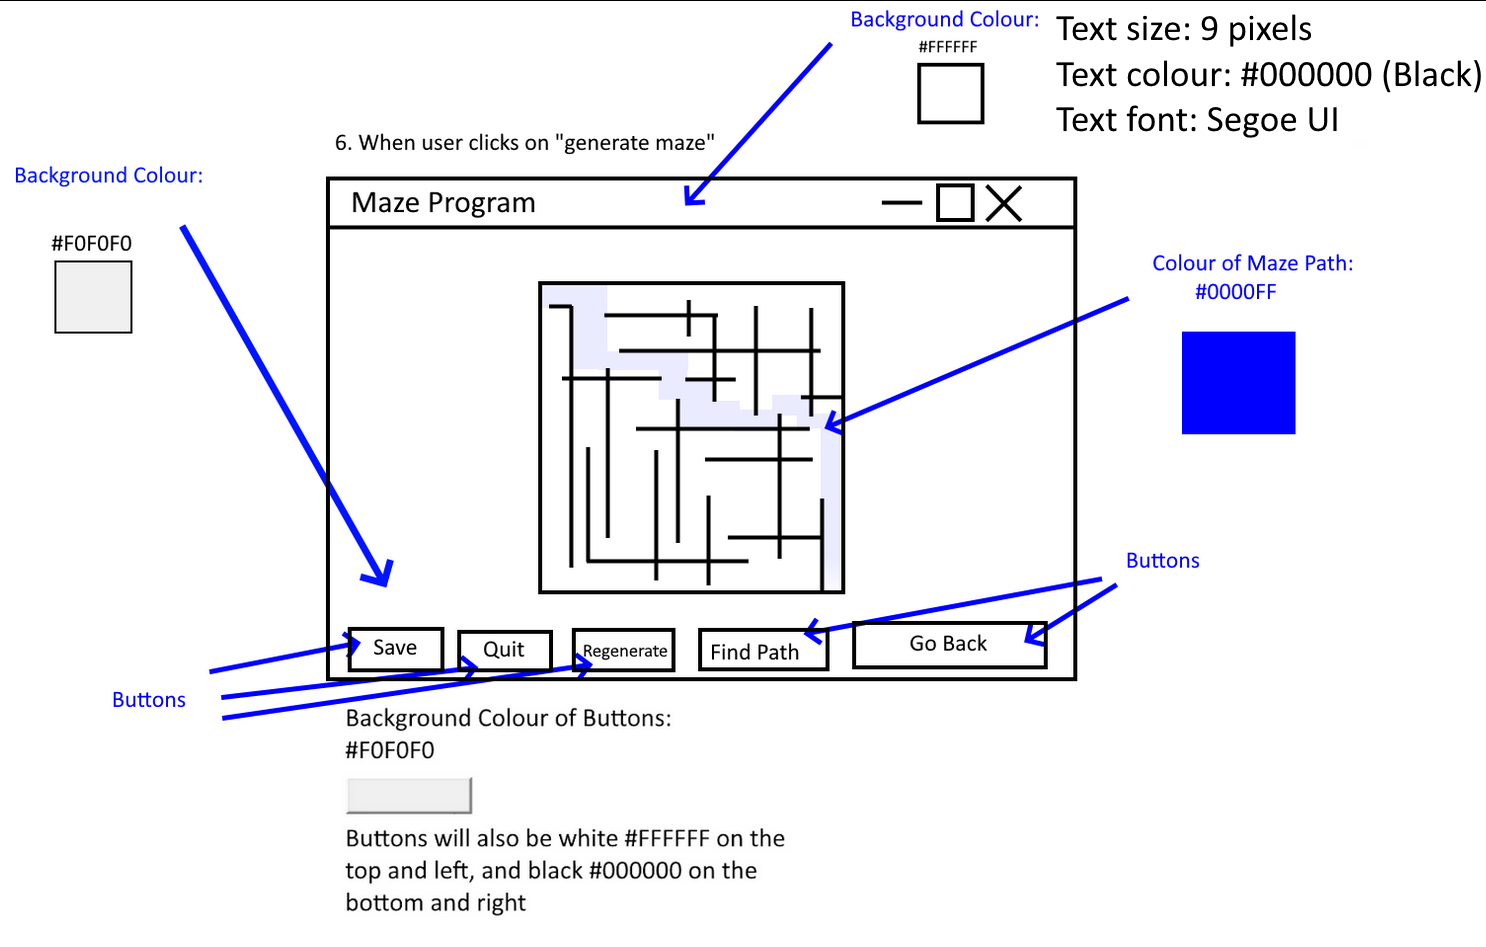 Background Colour:
#FFFFFF
Text size: 9 pixels
Text colour: #000000 (Black)
Text font: Segoe UI
6. When user clicks on "generate maze"
Background Colour:
#F0F0F0
Maze Program
Colour of Maze Path:
#0000FF
Buttons
Save
Quit
Regenerate
Find Path
Go Back
Buttons
Background Colour of Buttons:
#F0F0F0
Buttons will also be white #FFFFFF on the
top and left, and black #000000 on the
bottom and right